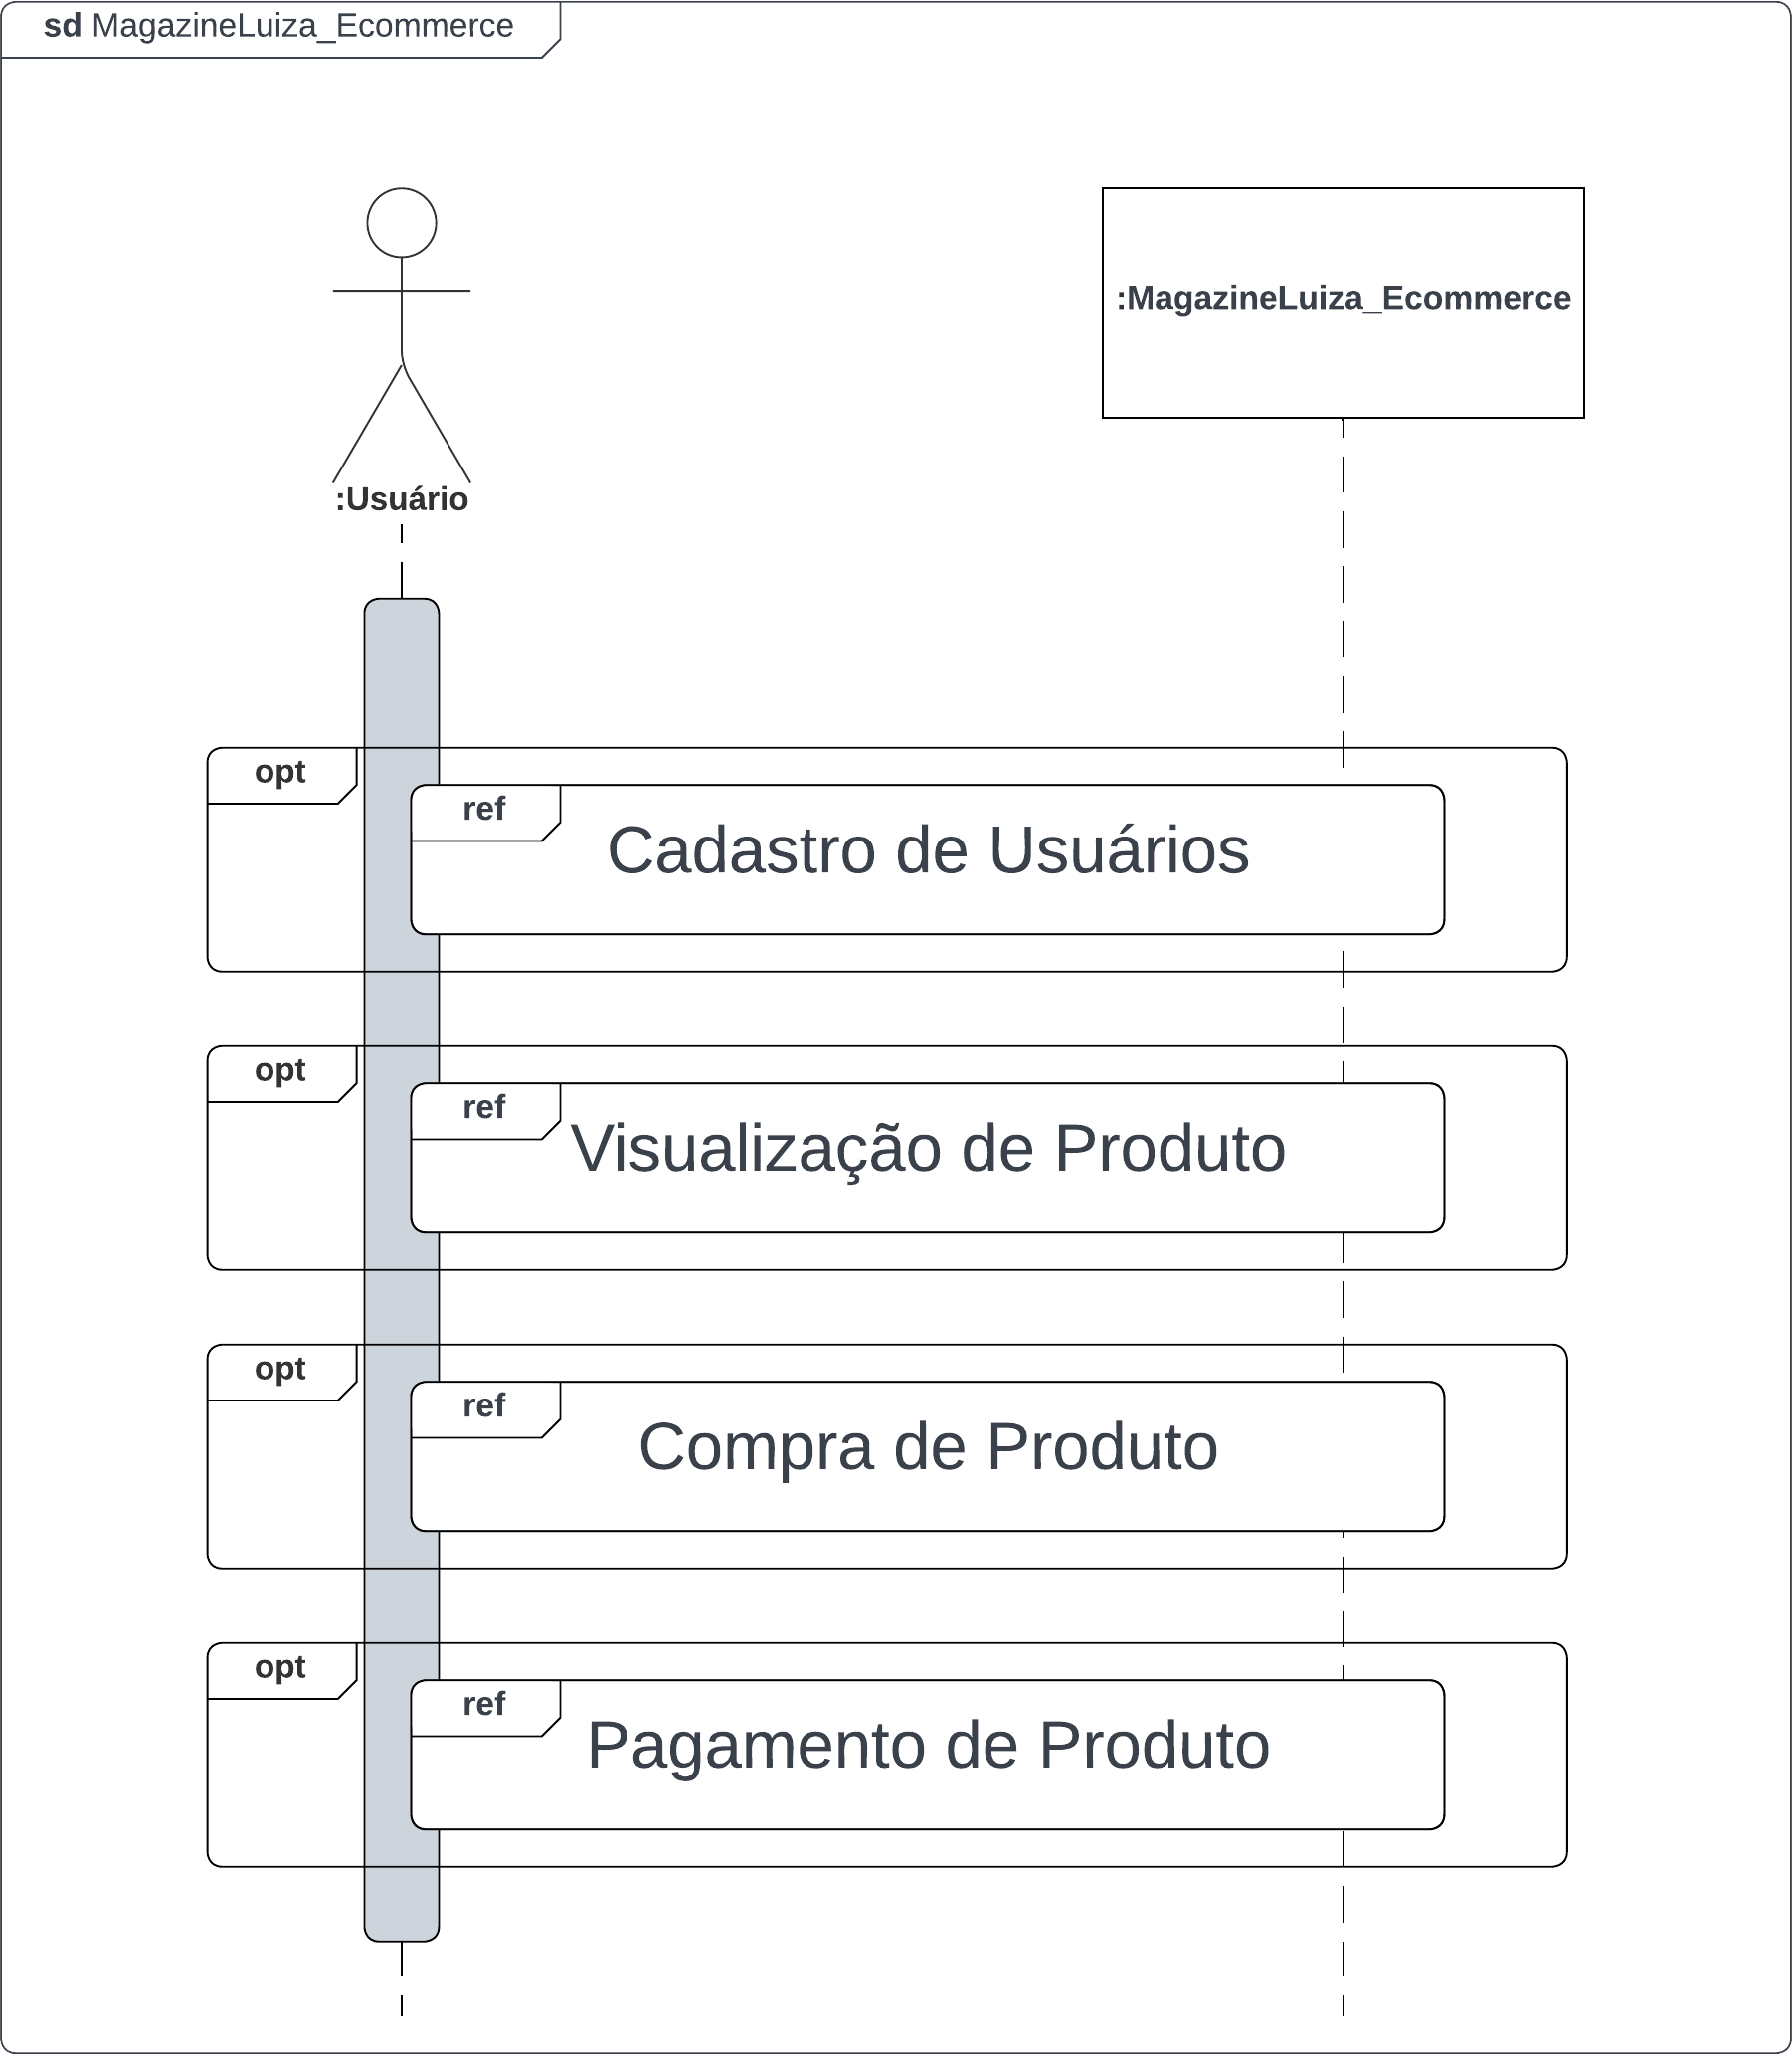 sd MagazineLuiza_Ecommerce
:MagazineLuiza_Ecommerce
:Usuário
opt
ref
Cadastro de Usuários
opt
ref
Visualização de Produto
opt
ref
Compra de Produto
opt
ref
Pagamento de Produto